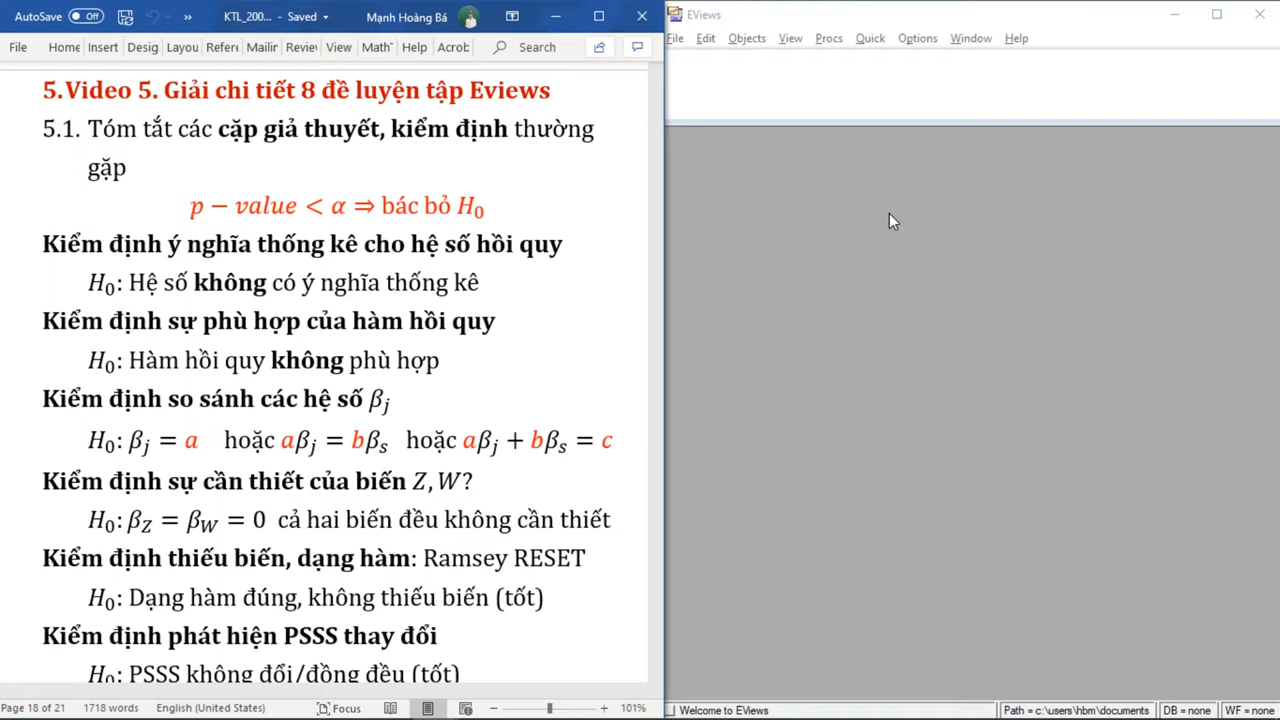 AutoSave Off KTL_200... - Saved Mạnh Hoàng Bá
File Home Insert Desig Layou Refere Mailir Reviev View Math Help Acrob Search
5.Video 5. Giải chi tiết 8 đề luyện tập Eviews
5.1. Tóm tắt các cặp giả thuyết, kiểm định thường
gặp
p − value < α ⇒ bác bỏ H₀
Kiểm định ý nghĩa thống kê cho hệ số hồi quy
H₀: Hệ số không có ý nghĩa thống kê
Kiểm định sự phù hợp của hàm hồi quy
H₀: Hàm hồi quy không phù hợp
Kiểm định so sánh các hệ số βⱼ
H₀: βⱼ = a hoặc aβⱼ = bβₛ hoặc aβⱼ + bβₛ = c
Kiểm định sự cần thiết của biến Z, W?
H₀: β_Z = β_W = 0 cả hai biến đều không cần thiết
Kiểm định thiếu biến, dạng hàm: Ramsey RESET
H₀: Dạng hàm đúng, không thiếu biến (tốt)
Kiểm định phát hiện PSSS thay đổi
H₀: PSSS không đổi/đồng đều (tốt)
Page 18 of 21 1718 words English (United States) Focus 101%
EViews
File Edit Objects View Procs Quick Options Window Help
Welcome to EViews Path = c:\users\hbm\documents DB = none WF = none